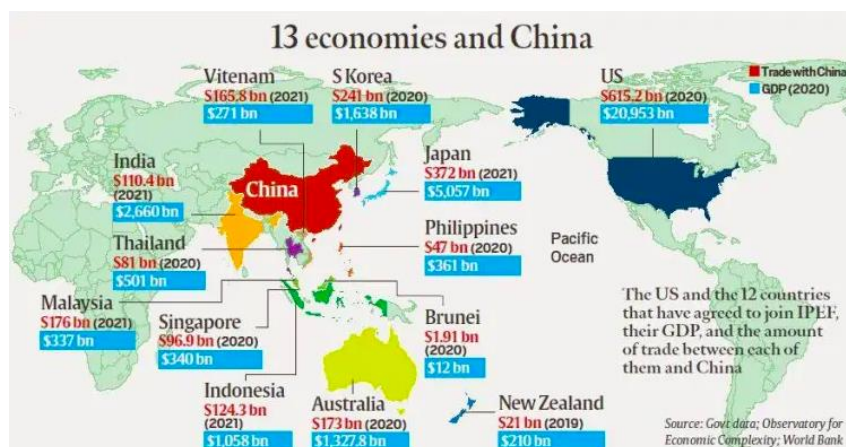 13 economies and China
Trade with China
GDP (2020)
Vitenam
$165.8 bn (2021)
$271 bn
S Korea
$241 bn (2020)
$1,638 bn
US
$615.2 bn (2020)
$20,953 bn
India
$110.4 bn
(2021)
$2,660 bn
China
Japan
$372 bn (2021)
$5,057 bn
Thailand
$81 bn (2020)
$501 bn
Philippines
$47 bn (2020)
$361 bn
Pacific
Ocean
Malaysia
$176 bn (2021)
$337 bn
Singapore
$96.9 bn (2020)
$340 bn
Brunei
$1.91 bn
(2020)
$12 bn
Indonesia
$124.3 bn
(2021)
$1,058 bn
Australia
$173 bn (2020)
$1,327.8 bn
New Zealand
$21 bn (2019)
$210 bn
The US and the 12 countries
that have agreed to join IPEF,
their GDP, and the amount
of trade between each of
them and China
Source: Govt data; Observatory for
Economic Complexity; World Bank